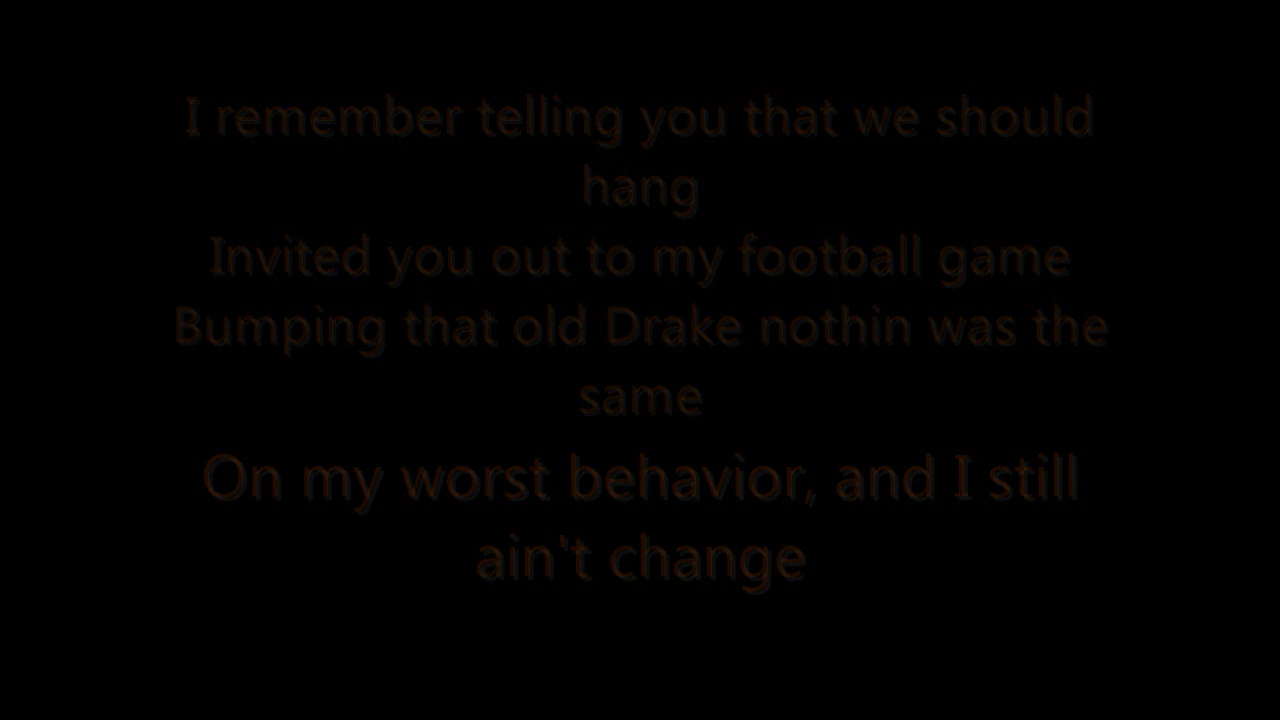 I remember telling you that we should
hang
Invited you out to my football game
Bumping that old Drake nothin was the
same
On my worst behavior, and I still
ain't change